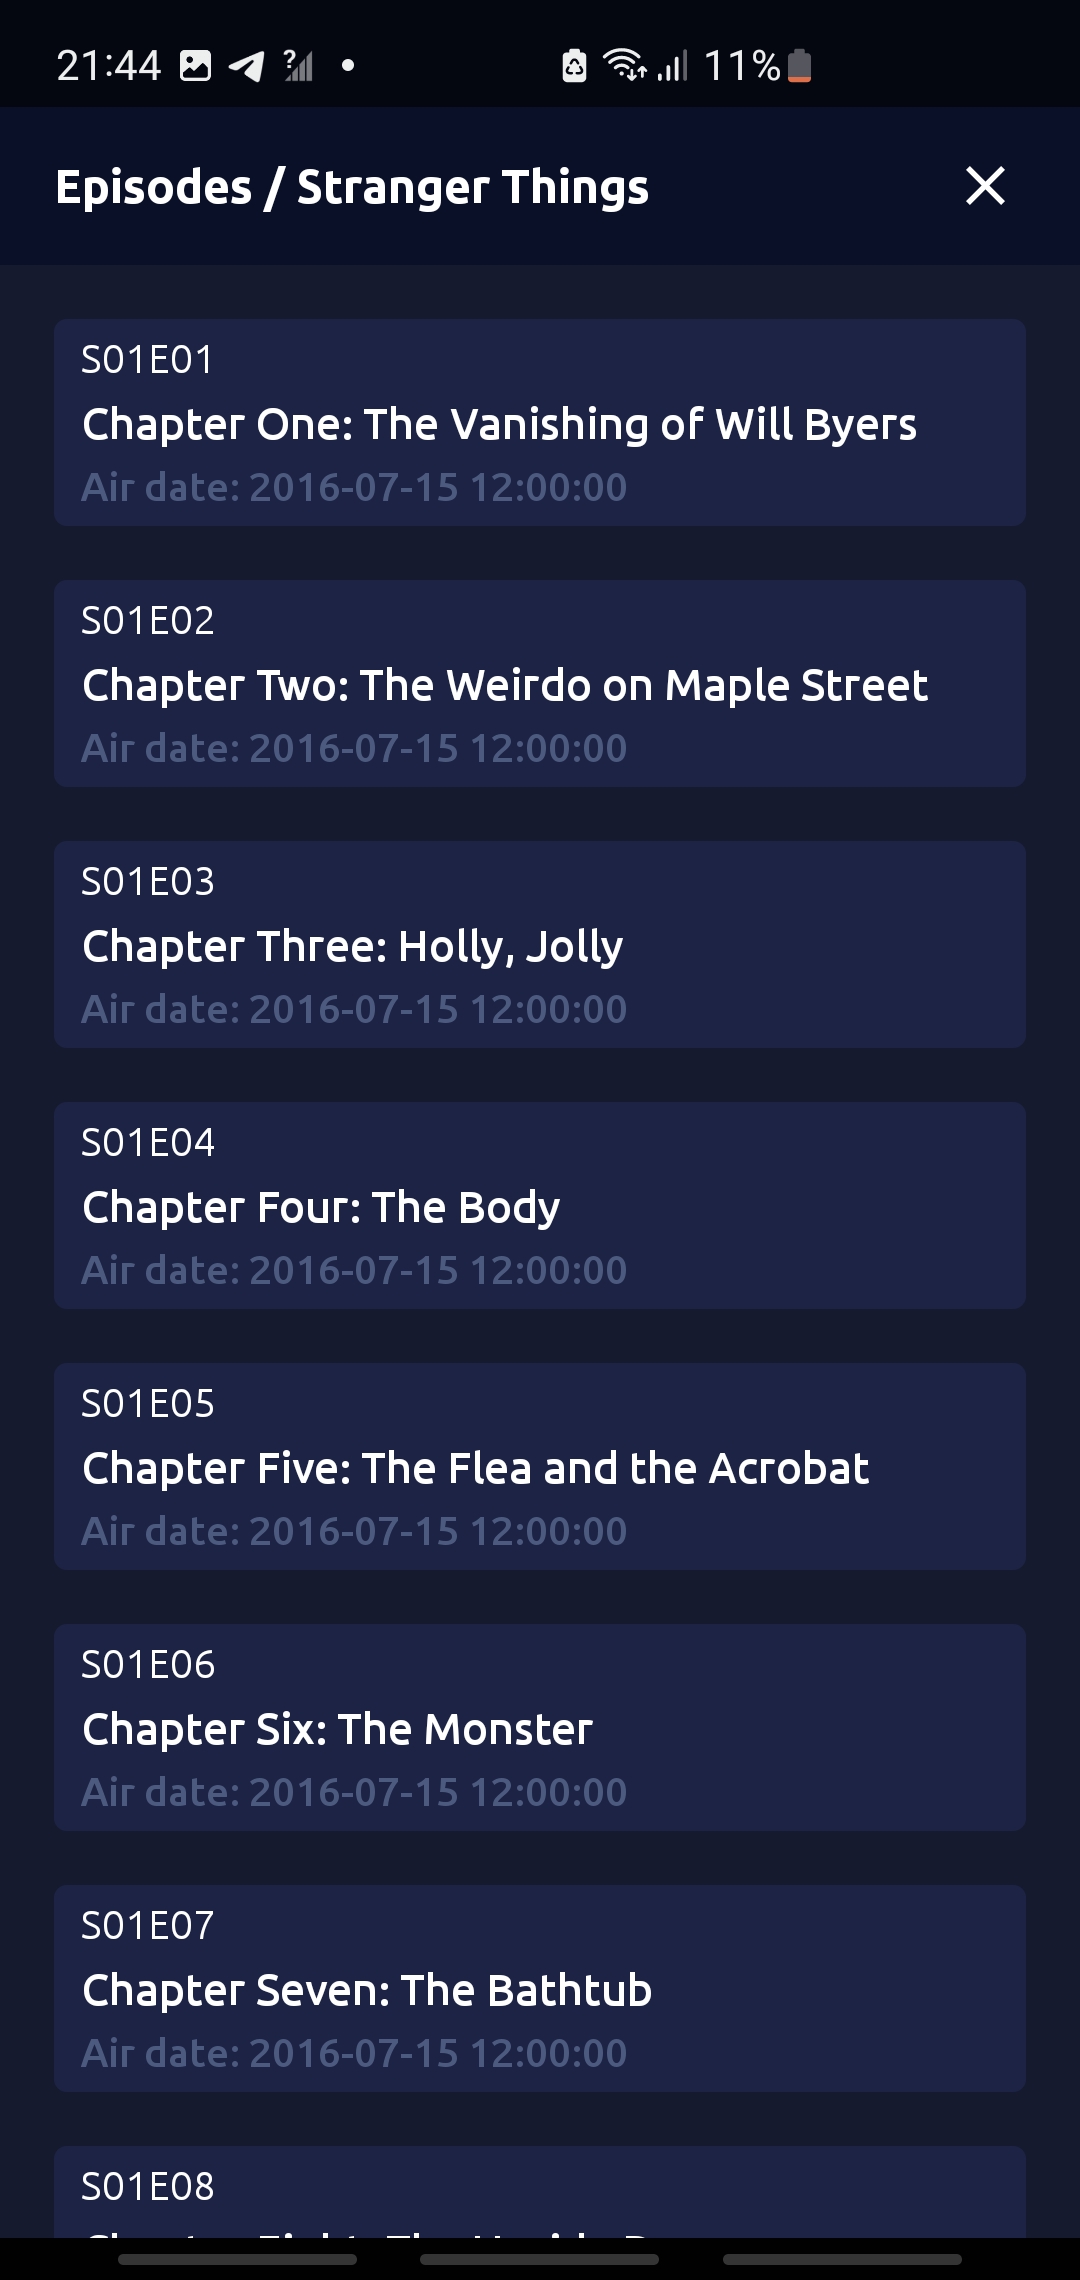 21:44 11%
Episodes / Stranger Things
S01E01
Chapter One: The Vanishing of Will Byers
Air date: 2016-07-15 12:00:00
S01E02
Chapter Two: The Weirdo on Maple Street
Air date: 2016-07-15 12:00:00
S01E03
Chapter Three: Holly, Jolly
Air date: 2016-07-15 12:00:00
S01E04
Chapter Four: The Body
Air date: 2016-07-15 12:00:00
S01E05
Chapter Five: The Flea and the Acrobat
Air date: 2016-07-15 12:00:00
S01E06
Chapter Six: The Monster
Air date: 2016-07-15 12:00:00
S01E07
Chapter Seven: The Bathtub
Air date: 2016-07-15 12:00:00
S01E08